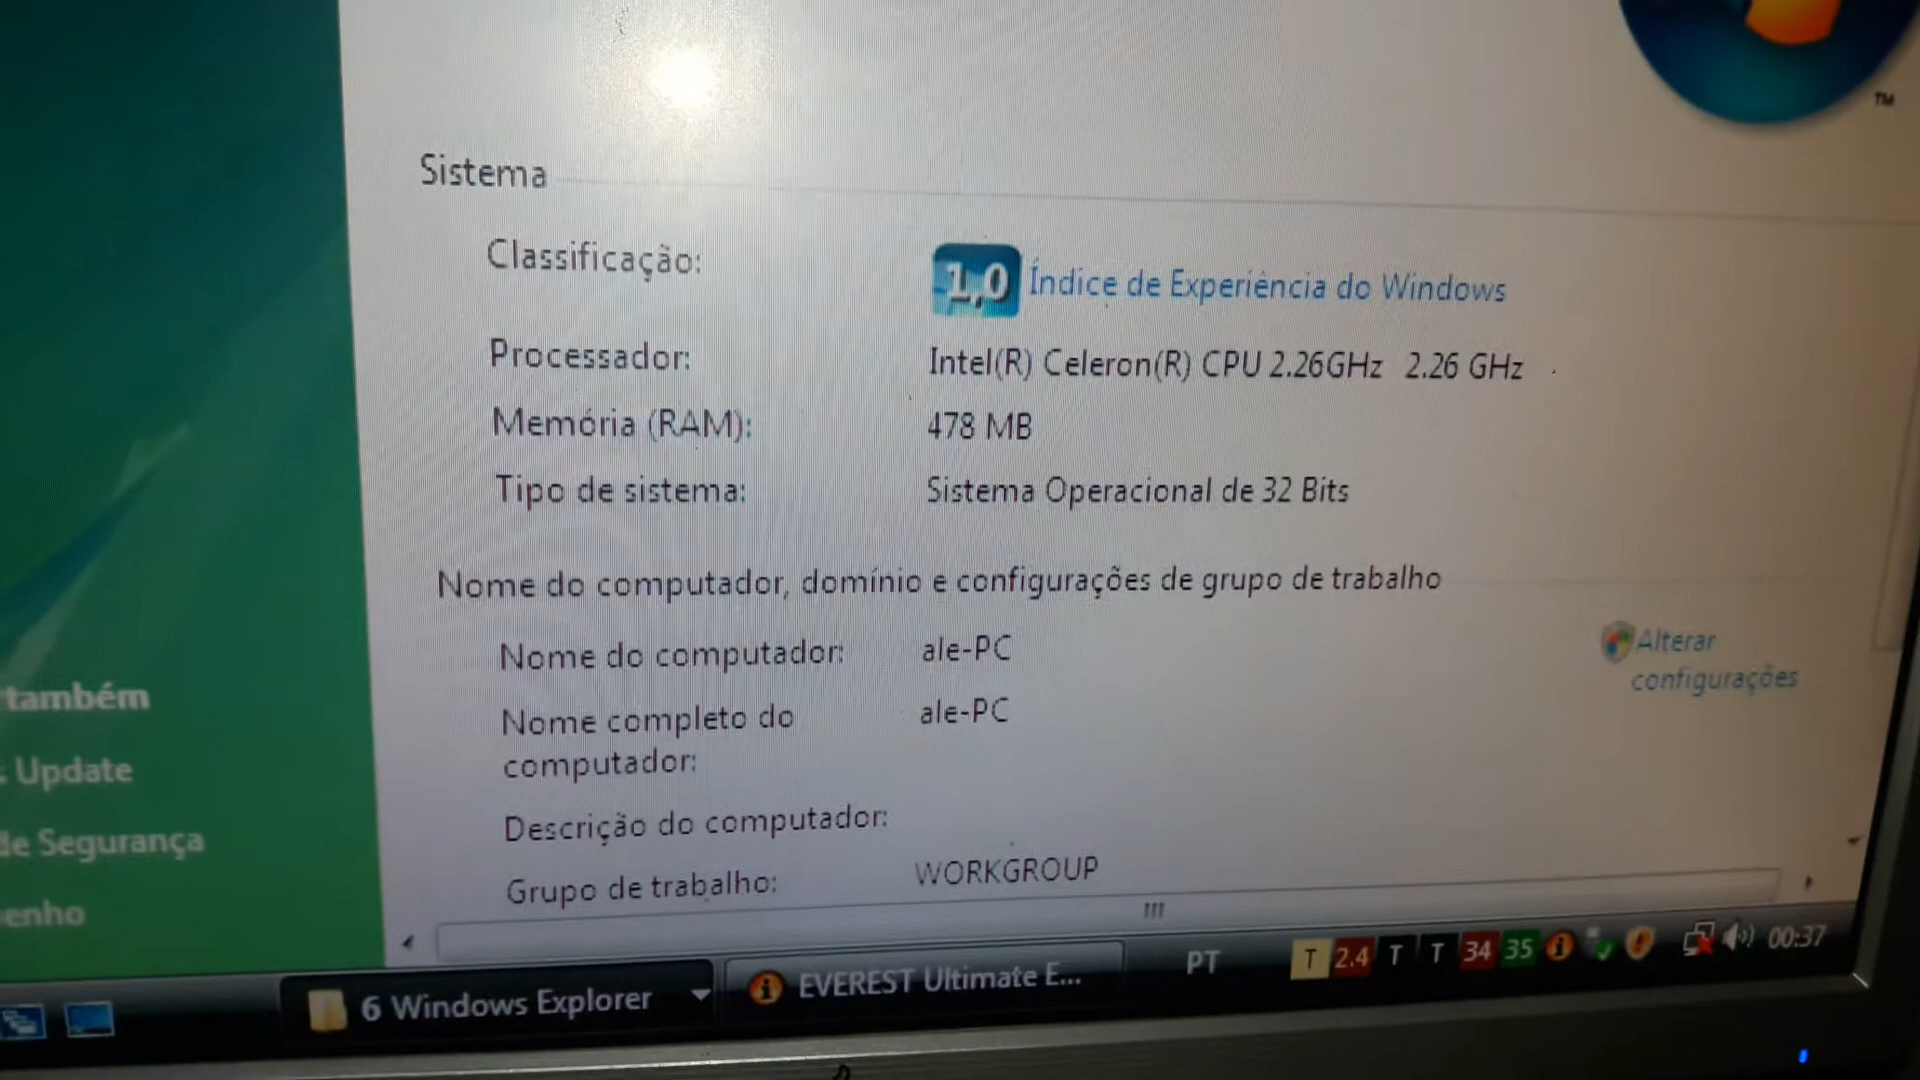 TM
Sistema
Classificação: 1,0 Índice de Experiência do Windows
Processador: Intel(R) Celeron(R) CPU 2.26GHz 2.26 GHz
Memória (RAM): 478 MB
Tipo de sistema: Sistema Operacional de 32 Bits
Nome do computador, domínio e configurações de grupo de trabalho
Nome do computador: ale-PC
Alterar
configurações
Nome completo do ale-PC
computador:
Descrição do computador:
Grupo de trabalho: WORKGROUP
também
Update
de Segurança
enho
6 Windows Explorer
EVEREST Ultimate E...
PT
T 2.4 T T 34 35
00:37